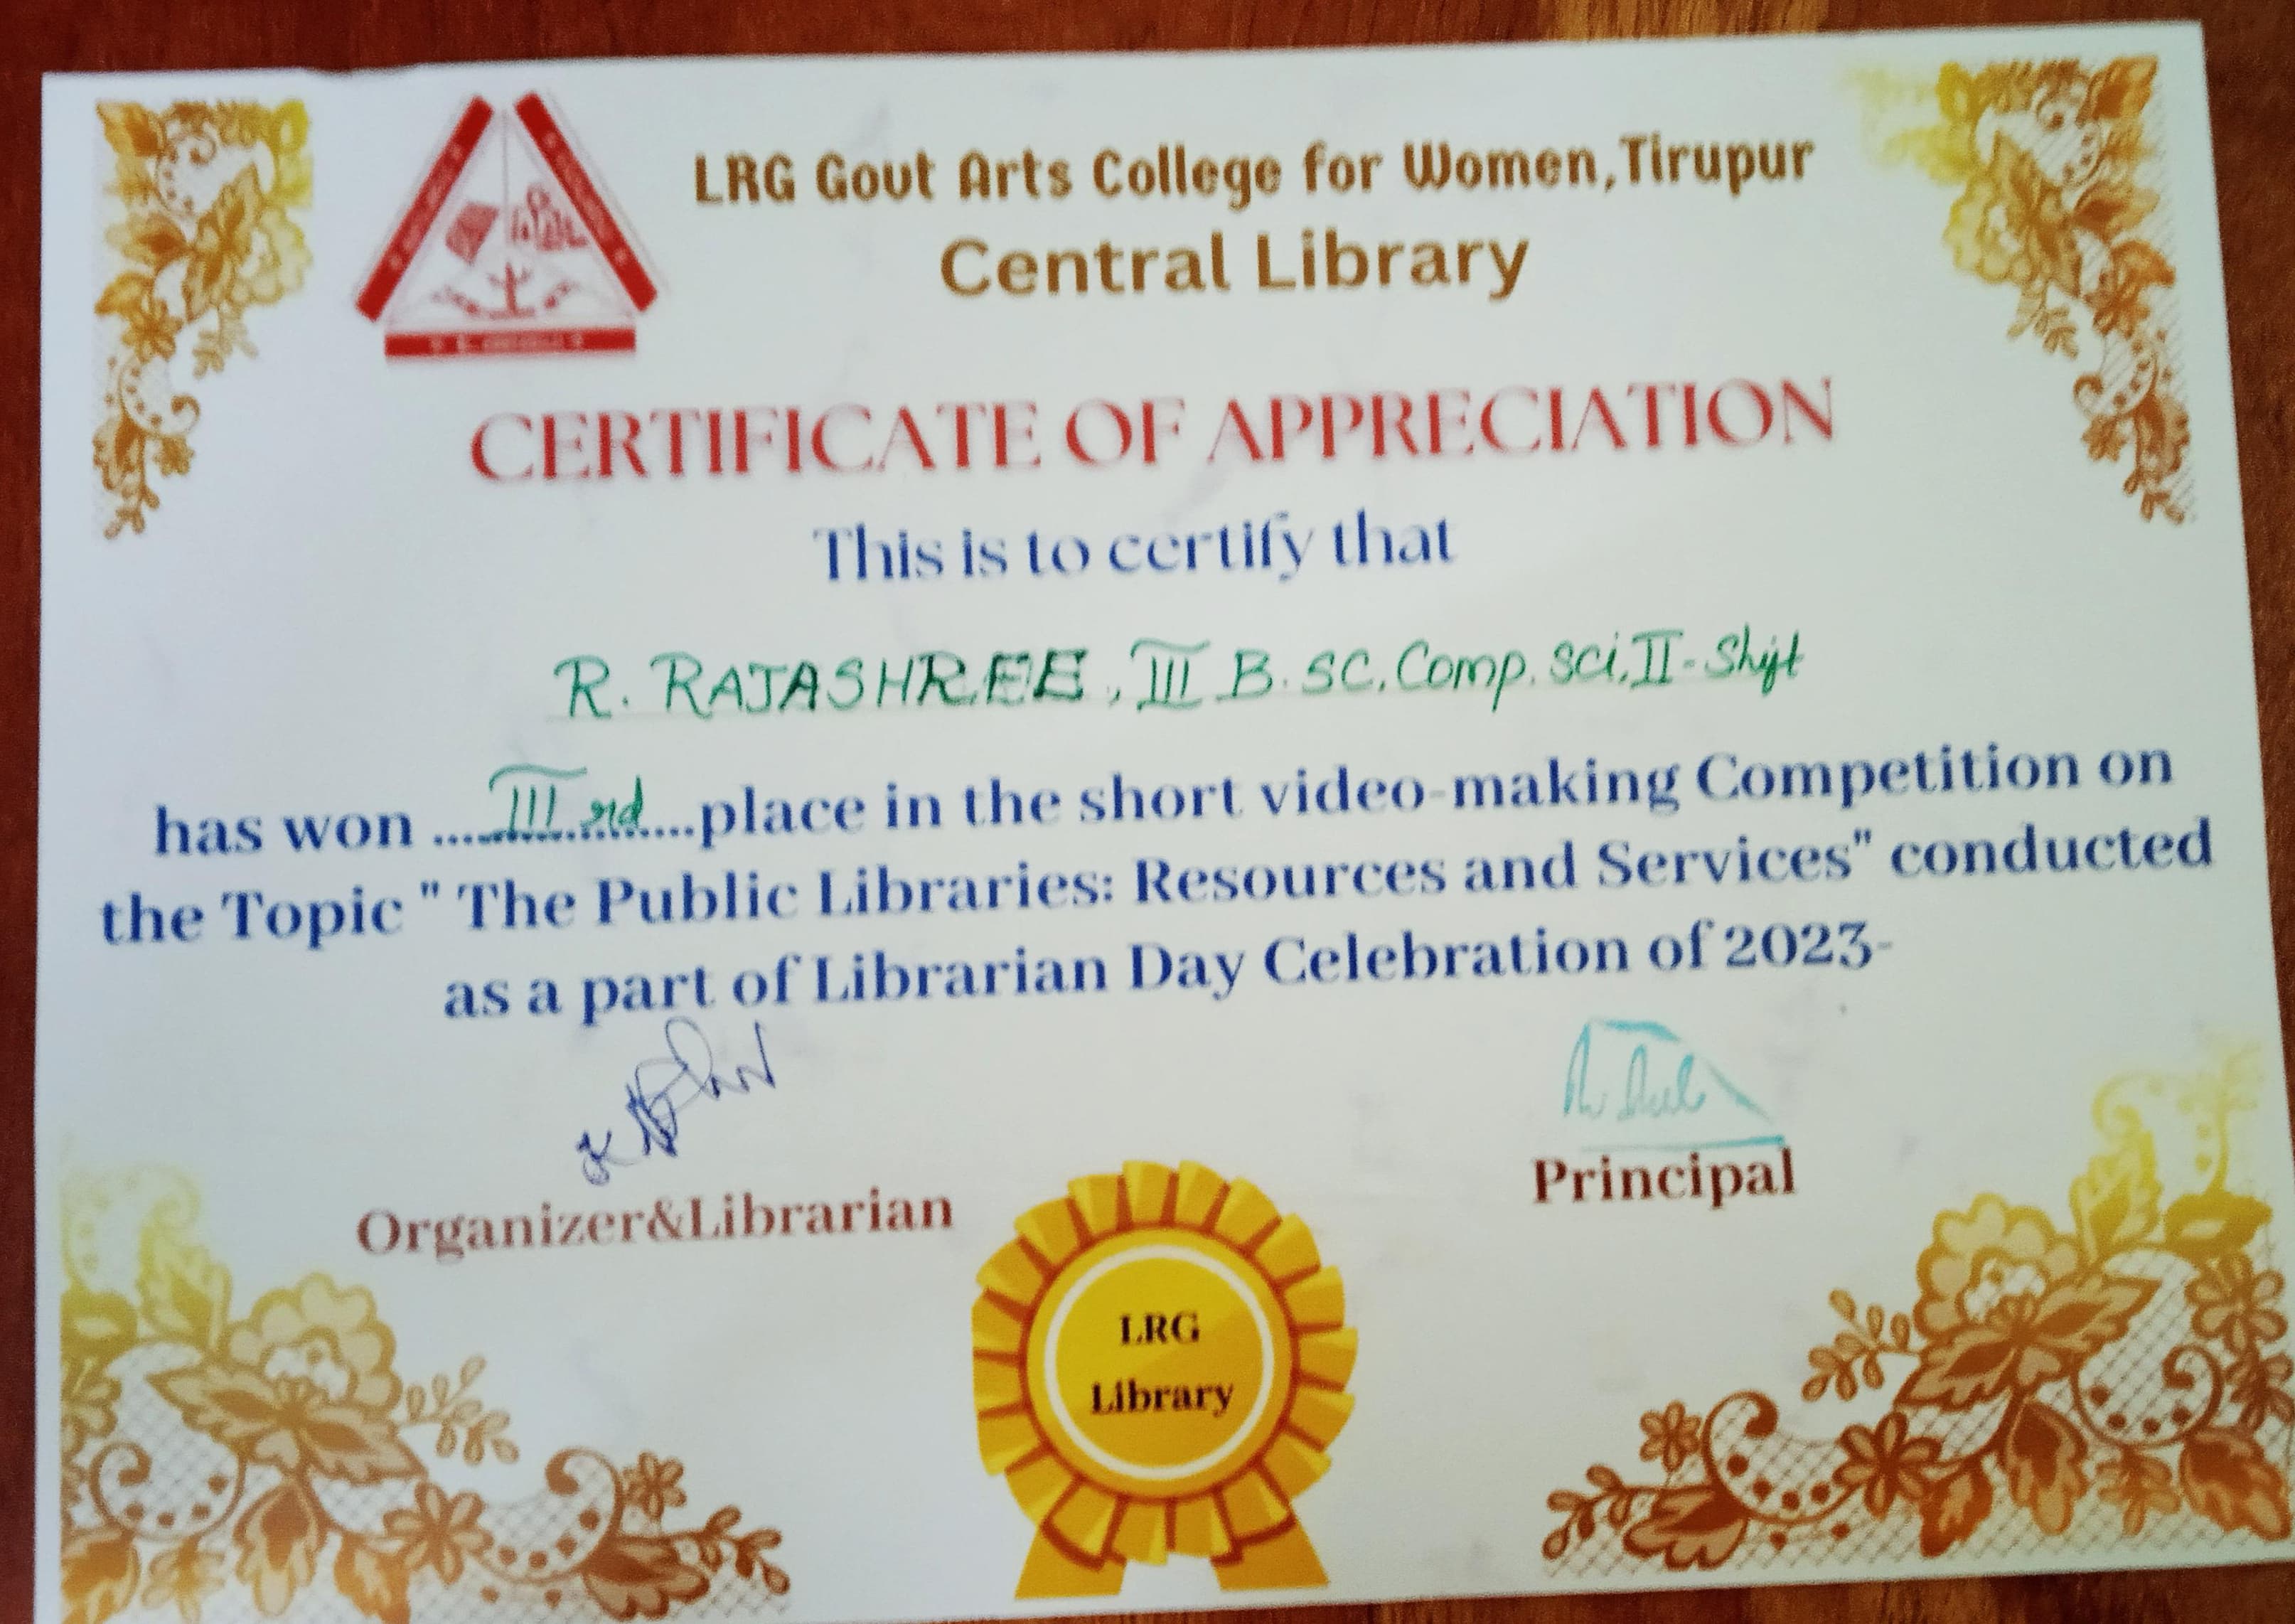 LRG Govt Arts College for Women,Tirupur
Central Library
CERTIFICATE OF APPRECIATION
This is to certify that
R. RAJASHREE, III B.SC, Comp. Sci, II-Shift
has won ....III rd....place in the short video-making Competition on
the Topic " The Public Libraries: Resources and Services" conducted
as a part of Librarian Day Celebration of 2023-
Organizer&Librarian
Principal
LRG
Library